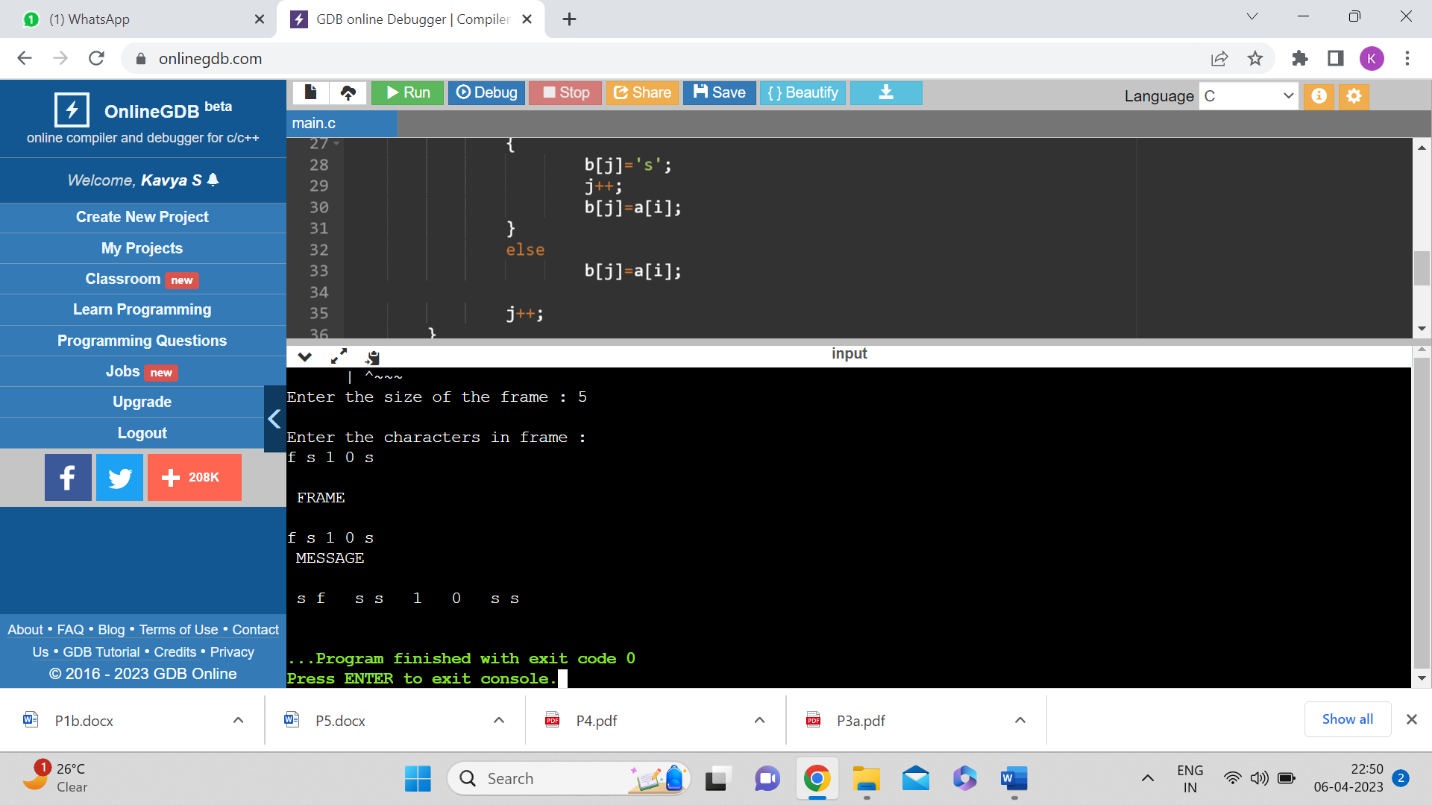 (1) WhatsApp
GDB online Debugger | Compiler
onlinegdb.com
K
OnlineGDB beta
online compiler and debugger for c/c++
Welcome, Kavya S
Create New Project
My Projects
Classroom new
Learn Programming
Programming Questions
Jobs new
Upgrade
Logout
208K
About • FAQ • Blog • Terms of Use • Contact
Us • GDB Tutorial • Credits • Privacy
© 2016 - 2023 GDB Online
Run Debug Stop Share Save { } Beautify
Language C
main.c
27 {
28 b[j]='s';
29 j++;
30 b[j]=a[i];
31 }
32 else
33 b[j]=a[i];
34
35 j++;
36 }
input
| ^~~~
Enter the size of the frame : 5
Enter the characters in frame :
f s 1 0 s
FRAME
f s 1 0 s
MESSAGE
s f s s 1 0 s s
...Program finished with exit code 0
Press ENTER to exit console.
P1b.docx
P5.docx
P4.pdf
P3a.pdf
Show all
1
26°C
Clear
Search
ENG
IN
22:50
06-04-2023
2